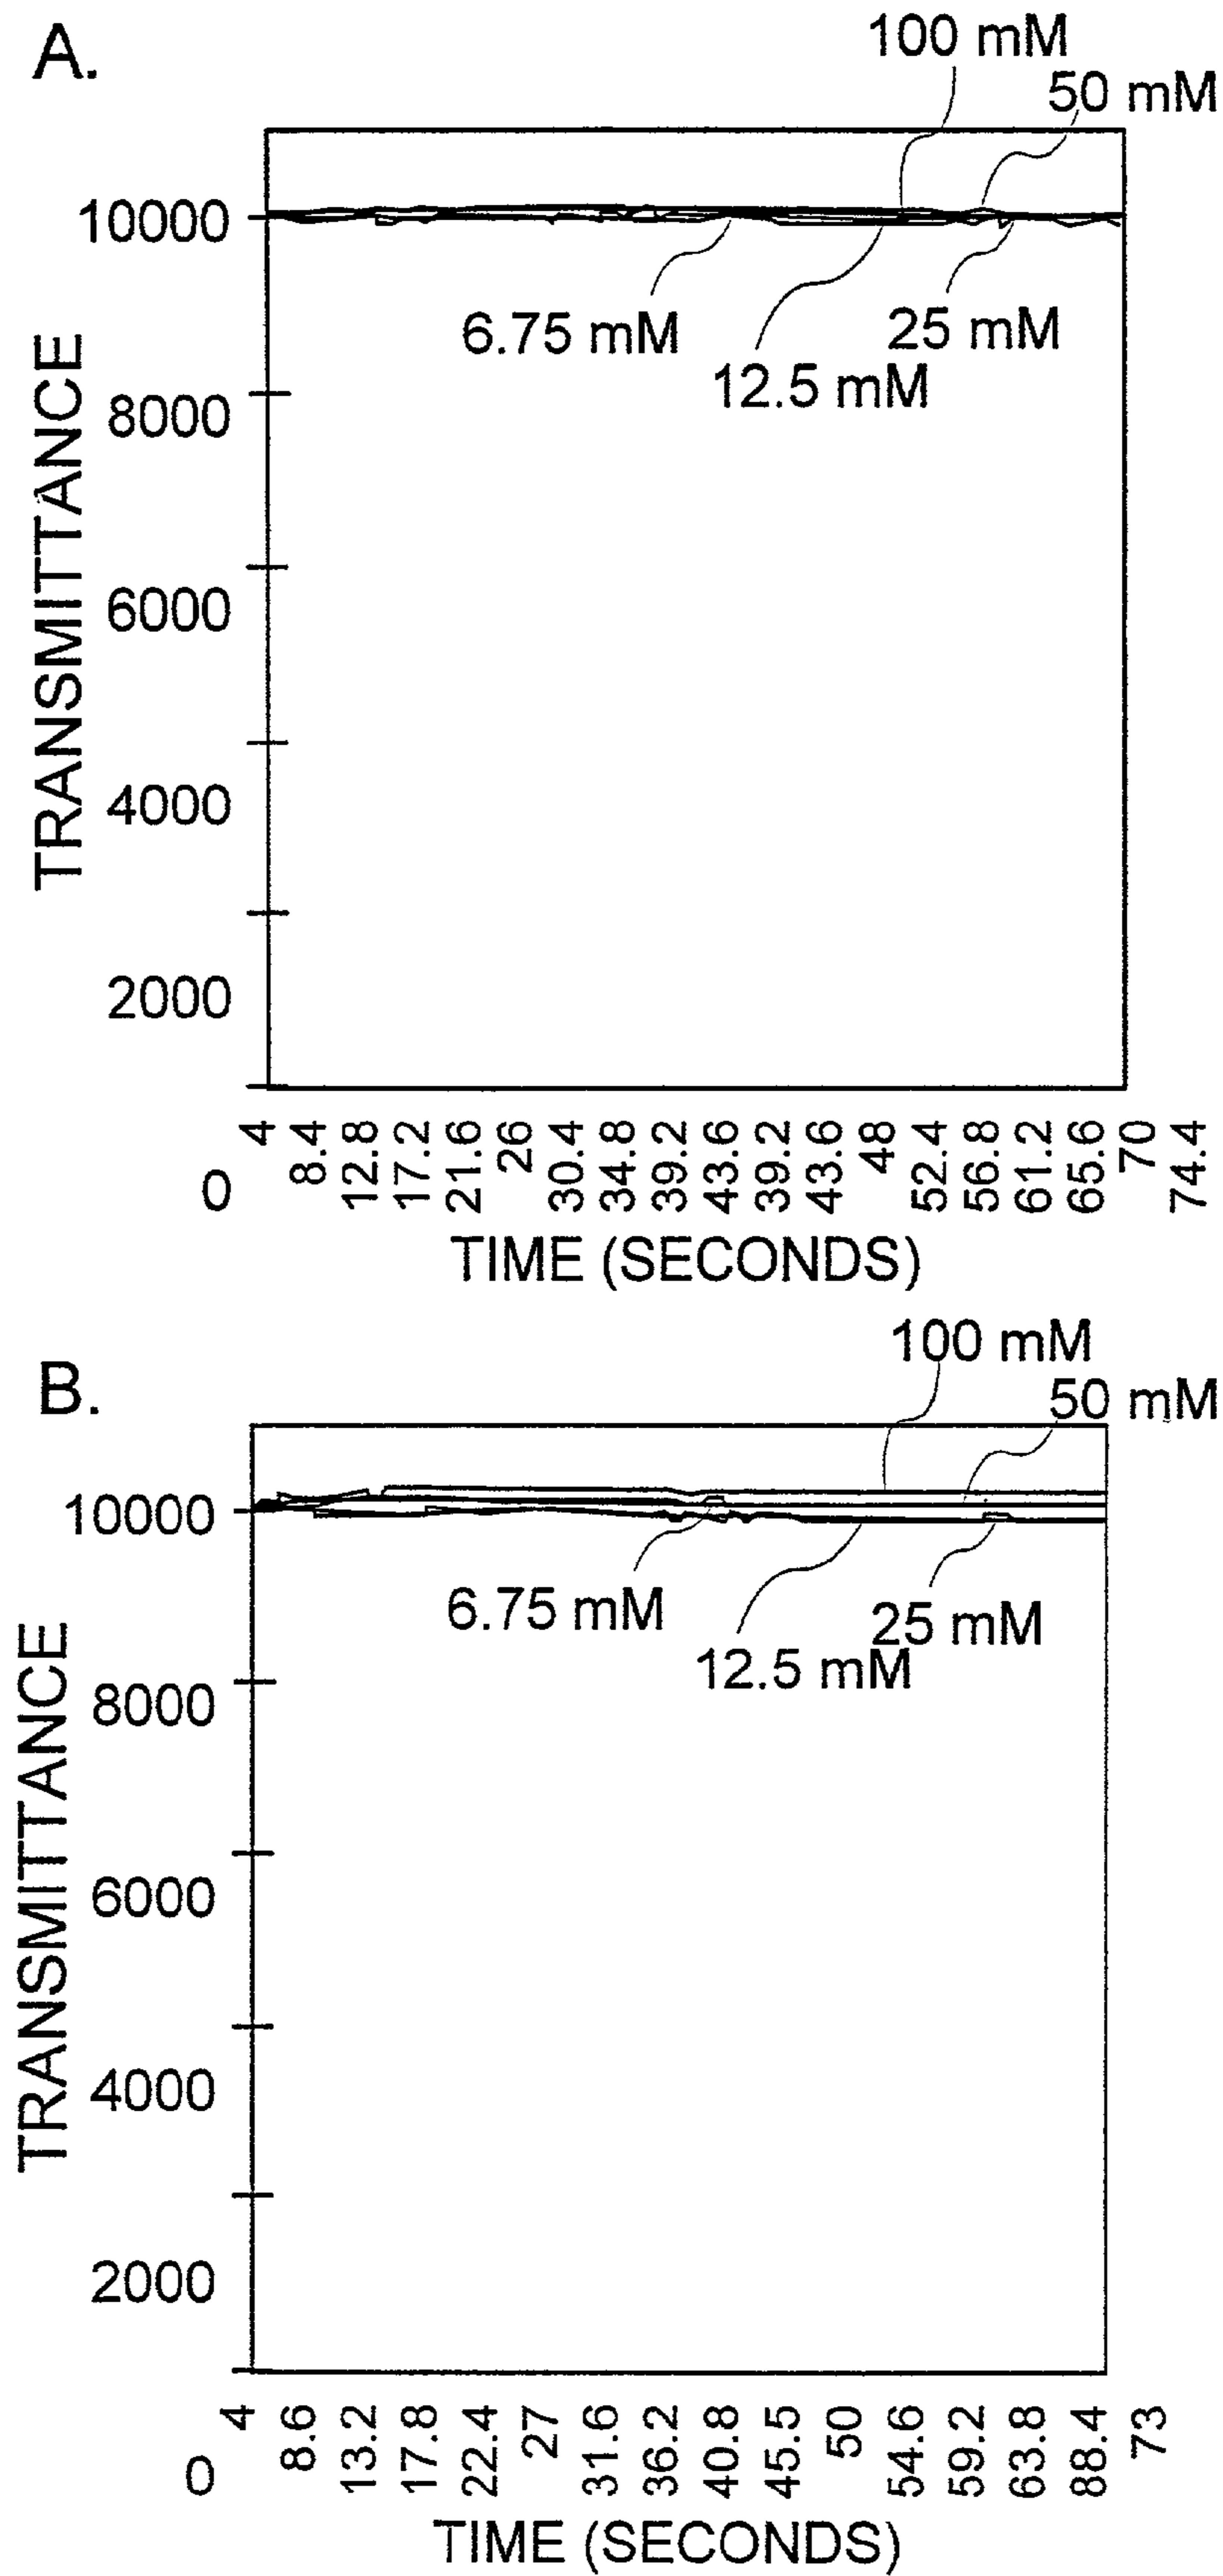 A.
100 mM
50 mM
10000
8000
6000
4000
2000
0
TRANSMITTANCE
6.75 mM
12.5 mM
25 mM
4
8.4
12.8
17.2
21.6
26
30.4
34.8
39.2
43.6
39.2
43.6
48
52.4
56.8
61.2
65.6
70
74.4
TIME (SECONDS)
B.
100 mM
50 mM
10000
8000
6000
4000
2000
0
TRANSMITTANCE
6.75 mM
12.5 mM
25 mM
4
8.6
13.2
17.8
22.4
27
31.6
36.2
40.8
45.5
50
54.6
59.2
63.8
88.4
73
TIME (SECONDS)